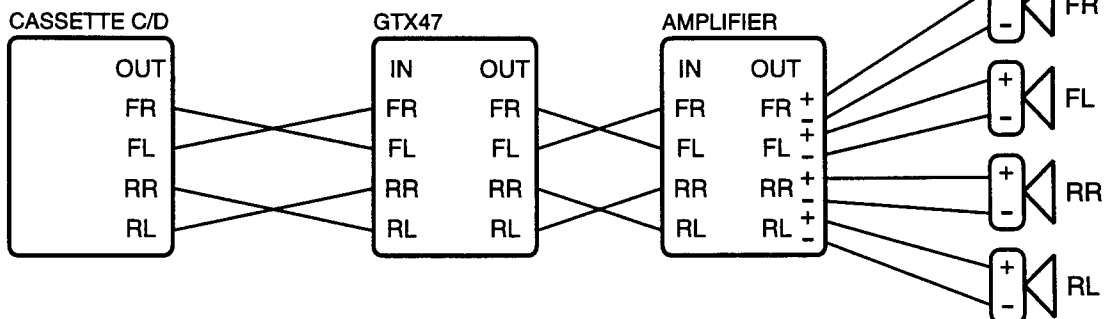 CASSETTE C/D
OUT
FR
FL
RR
RL
GTX47
IN OUT
FR FR
FL FL
RR RR
RL RL
AMPLIFIER
IN OUT
FR FR + -
FL FL + -
RR RR + -
RL RL + -
- FR
+ - FL
+ - RR
+ - RL